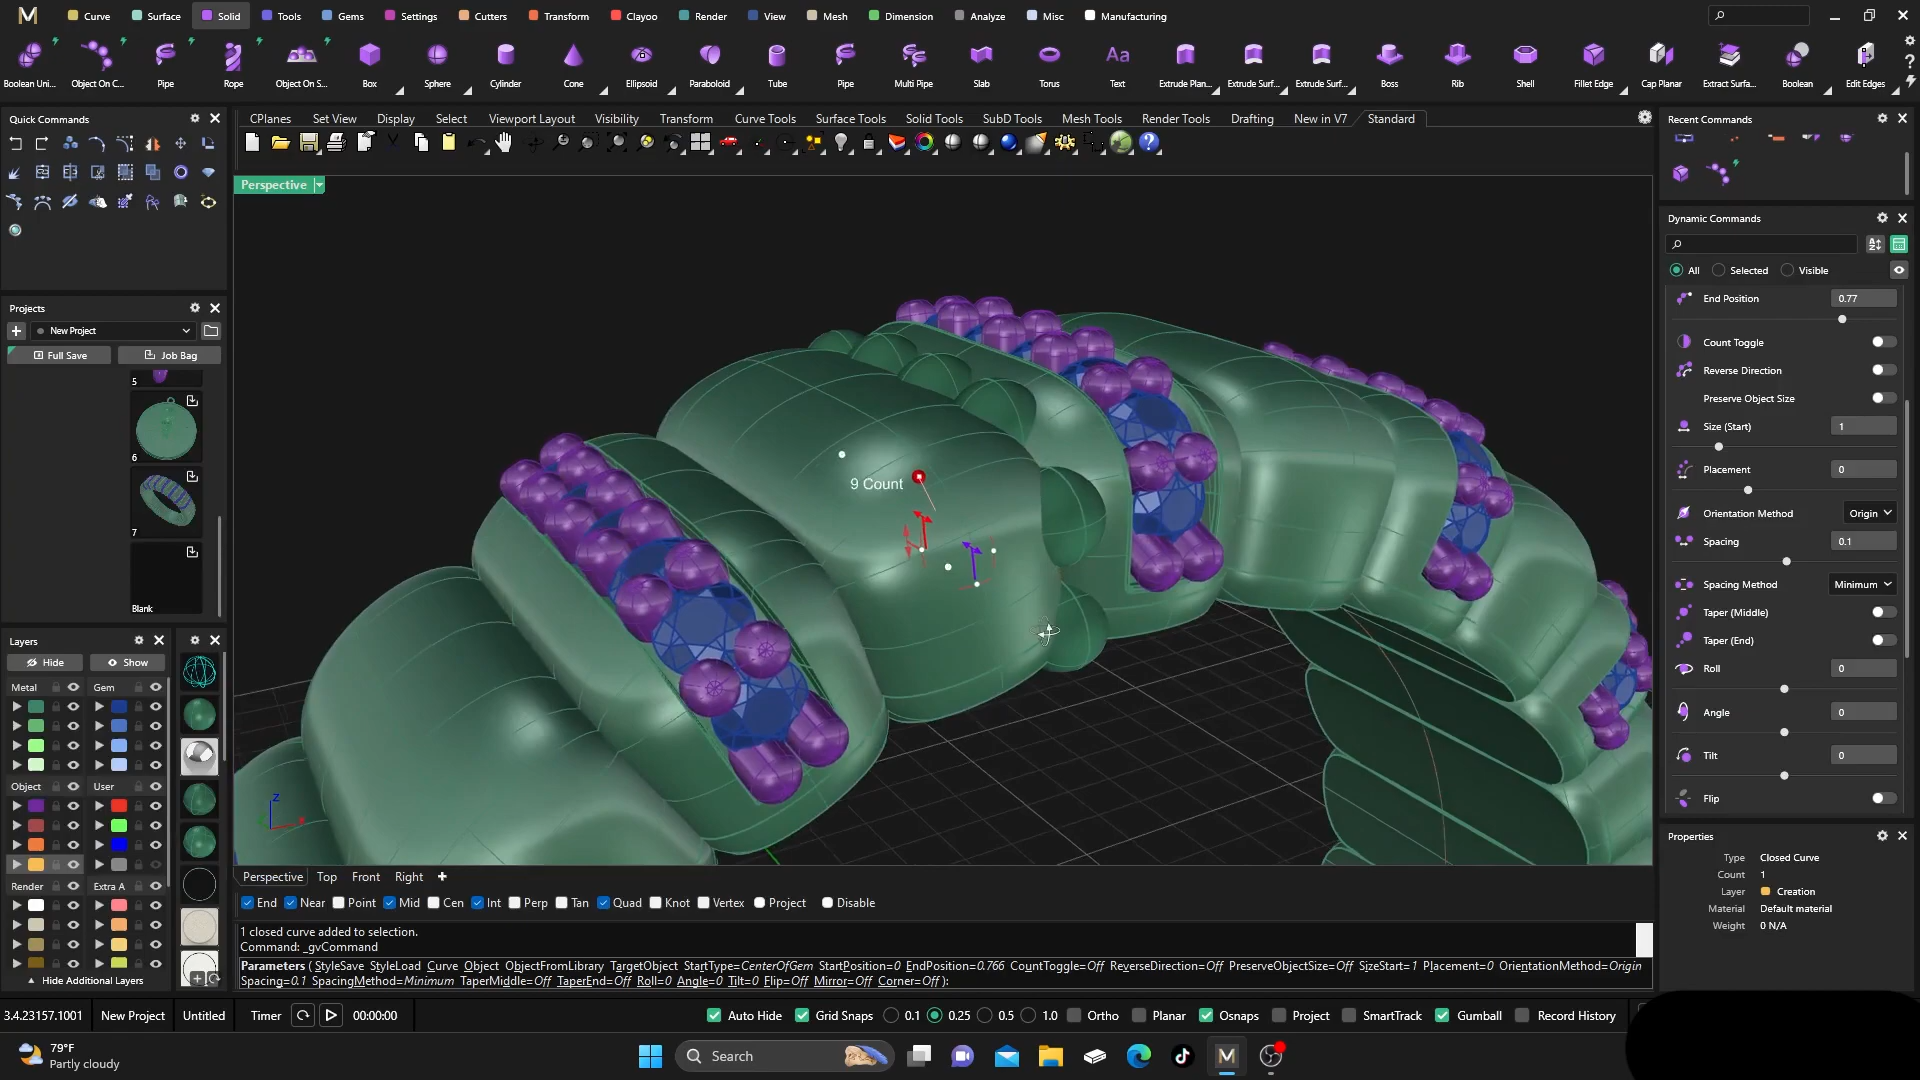 Curve Surface Solid Tools Gems Settings Cutters Transform Clayoo Render View Mesh Dimension Analyze Misc Manufacturing
Boolean Uni... Object On C... Pipe Rope Object On S... Box Sphere Cylinder Cone Ellipsoid Paraboloid Tube Pipe Multi Pipe Slab Torus Text Extrude Plan... Extrude Surf... Extrude Surf... Boss Rib Shell Fillet Edge Cap Planar Extract Surfa... Boolean Edit Edges
Quick Commands
CPlanes Set View Display Select Viewport Layout Visibility Transform Curve Tools Surface Tools Solid Tools SubD Tools Mesh Tools Render Tools Drafting New in V7 Standard
Recent Commands
Perspective
Dynamic Commands
All Selected Visible
End Position 0.77
Count Toggle
Reverse Direction
Preserve Object Size
Size (Start) 1
Placement 0
Orientation Method Origin
Spacing 0.1
Spacing Method Minimum
Taper (Middle)
Taper (End)
Roll 0
Angle 0
Tilt 0
Flip
Projects
New Project
Full Save Job Bag
5
6
7
Blank
9 Count
Z
Layers
Hide Show
Metal Gem
Object User
Render Extra A
Hide Additional Layers
Properties
Type Closed Curve
Count 1
Layer Creation
Material Default material
Weight 0 N/A
Perspective Top Front Right
End Near Point Mid Cen Int Perp Tan Quad Knot Vertex Project Disable
1 closed curve added to selection.
Command: _gvCommand
Parameters ( StyleSave StyleLoad Curve Object ObjectFromLibrary TargetObject StartType=CenterOfGem StartPosition=0 EndPosition=0.766 CountToggle=Off ReverseDirection=Off PreserveObjectSize=Off SizeStart=1 Placement=0 OrientationMethod=Origin
Spacing=0.1 SpacingMethod=Minimum TaperMiddle=Off TaperEnd=Off Roll=0 Angle=0 Tilt=0 Flip=Off Mirror=Off Corner=Off ):
3.4.23157.1001 New Project Untitled Timer 00:00:00 Auto Hide Grid Snaps 0.1 0.25 0.5 1.0 Ortho Planar Osnaps Project SmartTrack Gumball Record History
79°F
Partly cloudy
Search